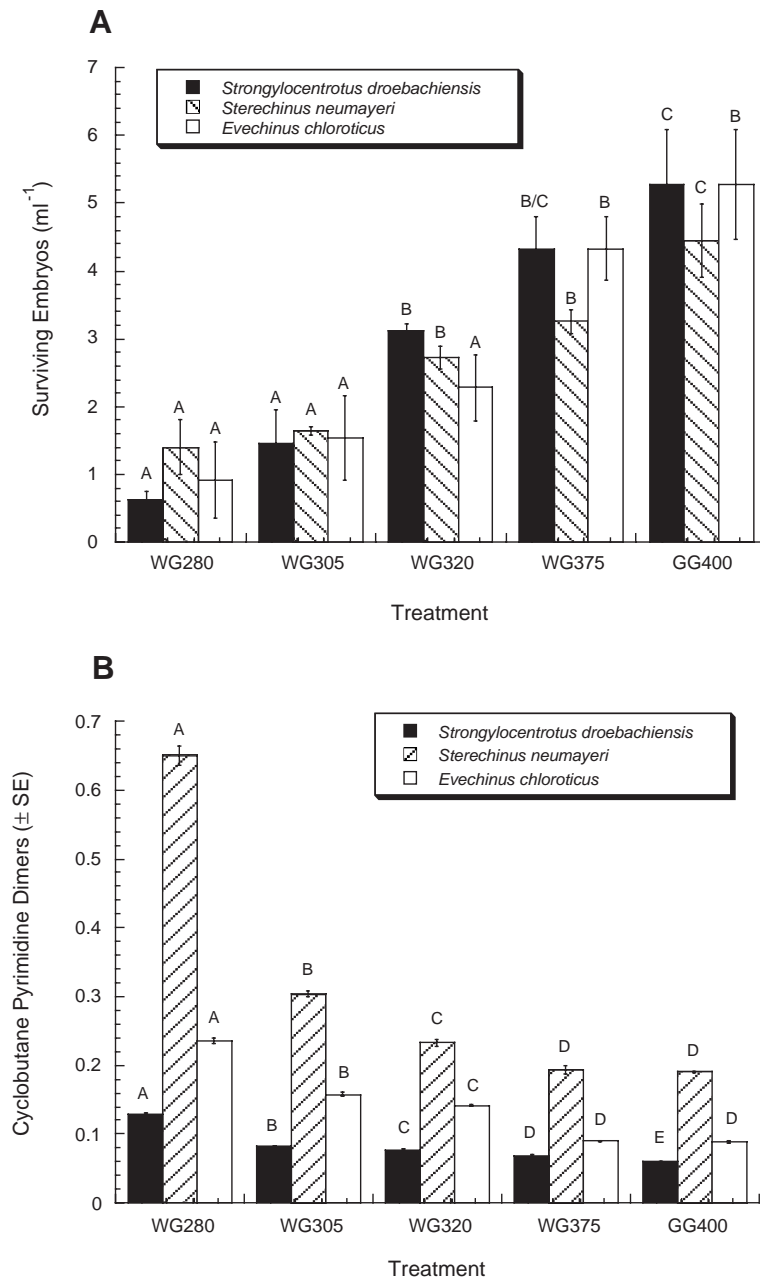 A
7
6
5
4
3
2
1
0
Surviving Embryos (ml⁻¹)
Strongylocentrotus droebachiensis
Sterechinus neumayeri
Evechinus chloroticus
A A A
A A A
B B A
B/C B B
C C B
WG280 WG305 WG320 WG375 GG400
Treatment
B
0.7
0.6
0.5
0.4
0.3
0.2
0.1
0
Cyclobutane Pyrimidine Dimers (± SE)
Strongylocentrotus droebachiensis
Sterechinus neumayeri
Evechinus chloroticus
A A A
B B B
C C C
D D D
E D D
WG280 WG305 WG320 WG375 GG400
Treatment